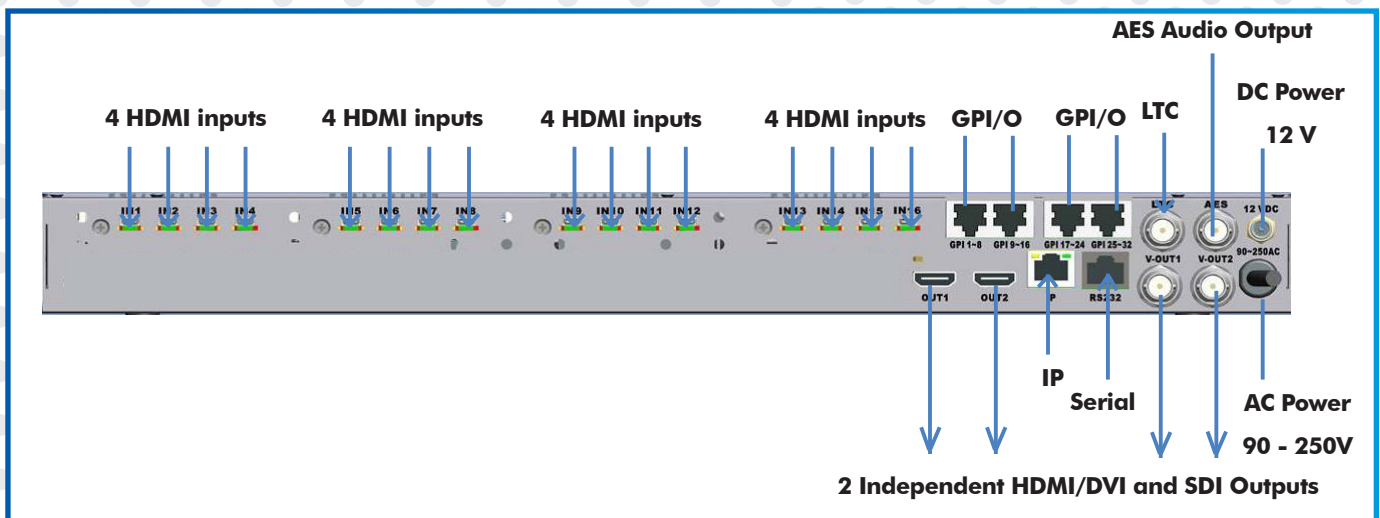 AES Audio Output
DC Power
12 V
4 HDMI inputs
4 HDMI inputs
4 HDMI inputs
4 HDMI inputs
GPI/O
GPI/O
LTC
IN1 IN2 IN3 IN4
IN5 IN6 IN7 IN8
IN9 IN10 IN11 IN12
IN13 IN14 IN15 IN16
LTC
AES
12 VDC
GPI 1~8
GPI 9~16
GPI 17~24
GPI 25~32
V-OUT1
V-OUT2
90~250AC
OUT1
OUT2
IP
RS232
IP
Serial
AC Power
90 - 250V
2 Independent HDMI/DVI and SDI Outputs